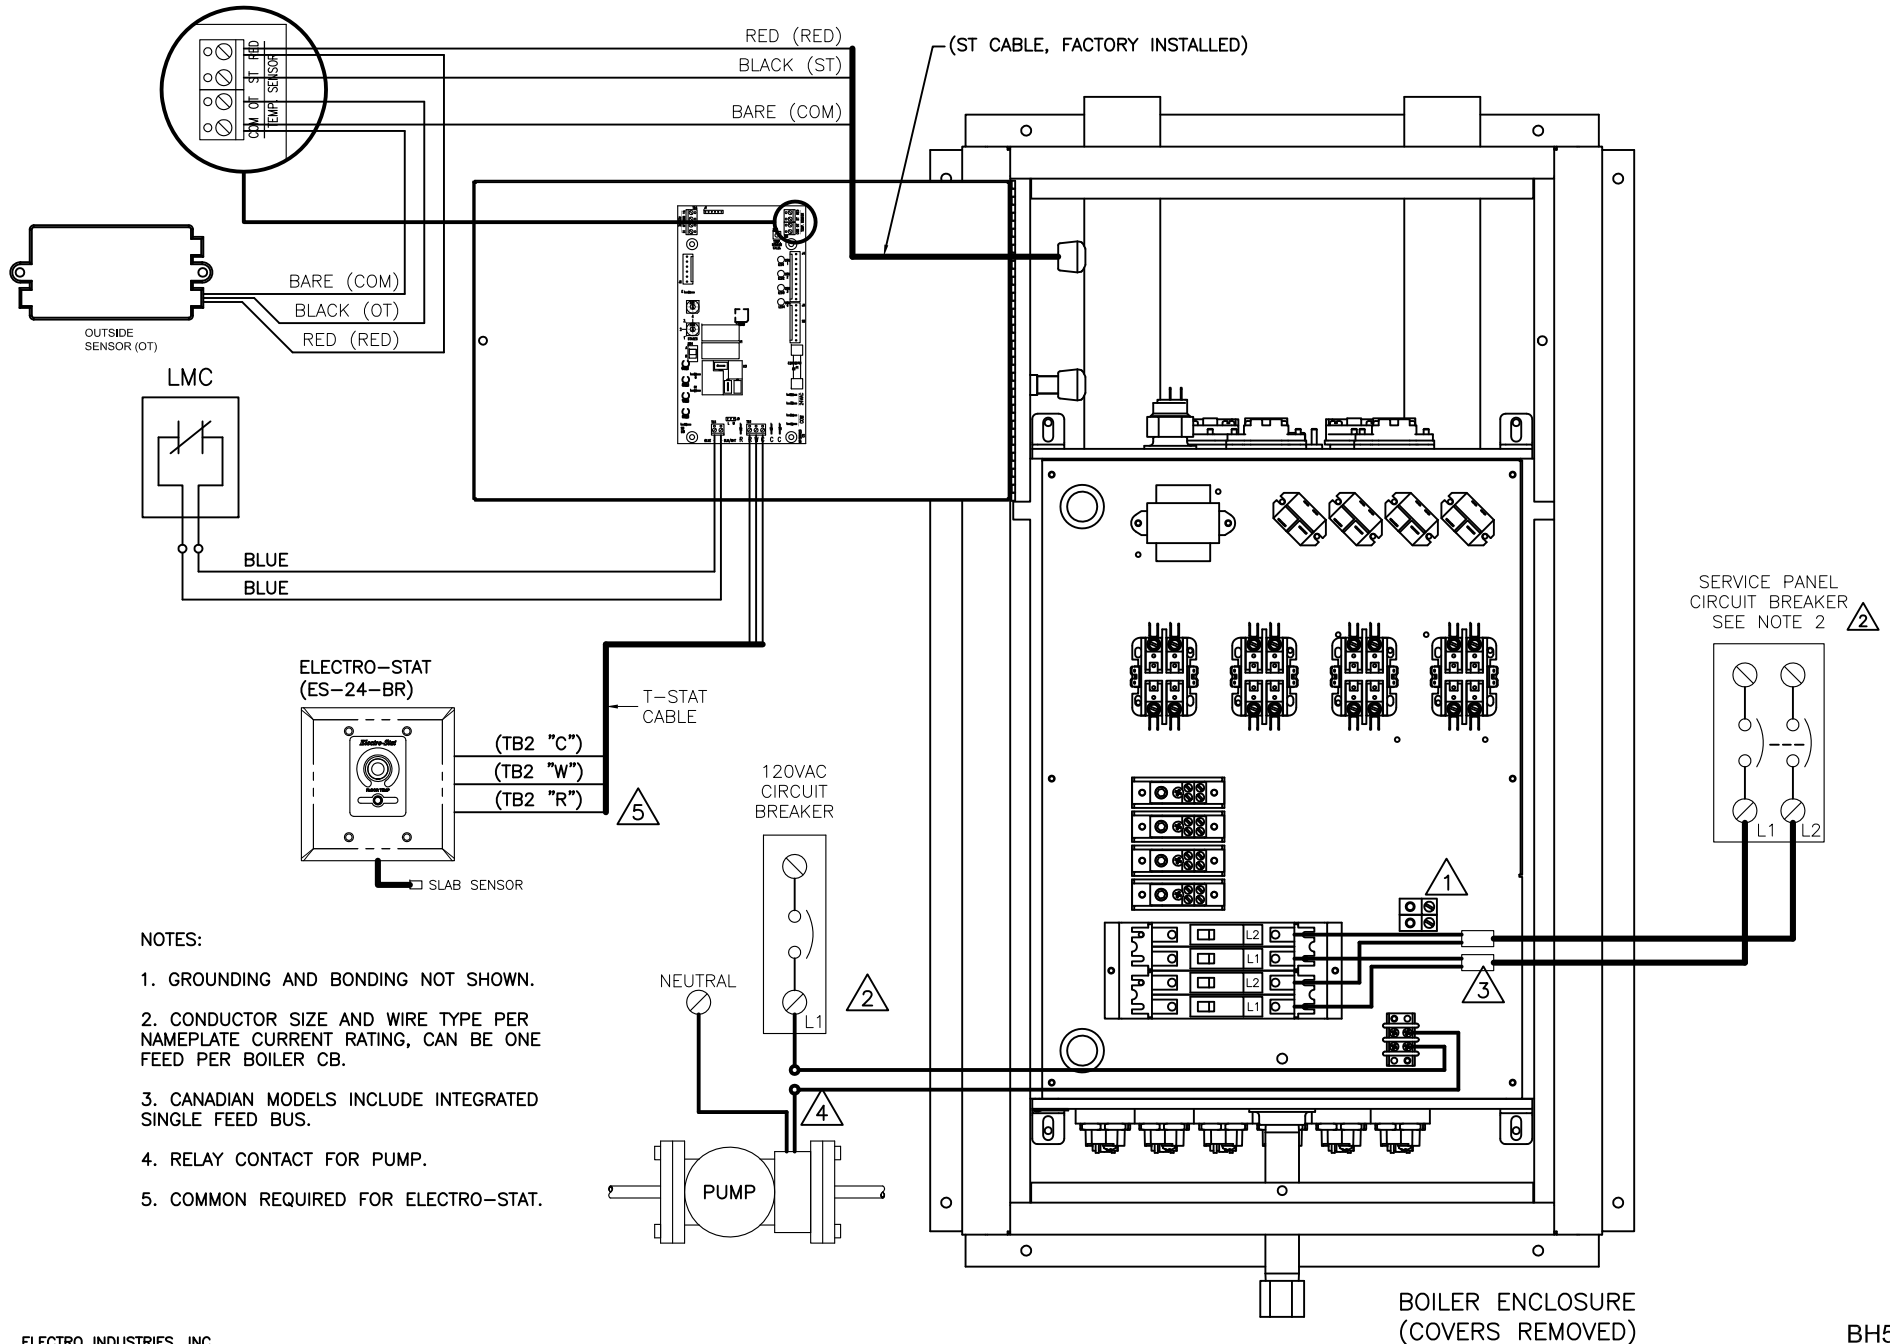 RED (RED)
BLACK (ST)
BARE (COM)
(ST CABLE, FACTORY INSTALLED)
COM OT ST RED
TEMP. SENSOR
BARE (COM)
BLACK (OT)
RED (RED)
OUTSIDE
SENSOR (OT)
LMC
BLUE
BLUE
ELECTRO-STAT
(ES-24-BR)
Electro-Stat
T-STAT
CABLE
(TB2 "C")
(TB2 "W")
(TB2 "R")
5
SLAB SENSOR
120VAC
CIRCUIT
BREAKER
L1
2
NEUTRAL
4
PUMP
SERVICE PANEL
CIRCUIT BREAKER
SEE NOTE 2
2
L1
L2
1
L2
L1
L2
L1
3
NOTES:
1. GROUNDING AND BONDING NOT SHOWN.
2. CONDUCTOR SIZE AND WIRE TYPE PER
NAMEPLATE CURRENT RATING, CAN BE ONE
FEED PER BOILER CB.
3. CANADIAN MODELS INCLUDE INTEGRATED
SINGLE FEED BUS.
4. RELAY CONTACT FOR PUMP.
5. COMMON REQUIRED FOR ELECTRO-STAT.
BOILER ENCLOSURE
(COVERS REMOVED)
ELECTRO INDUSTRIES, INC